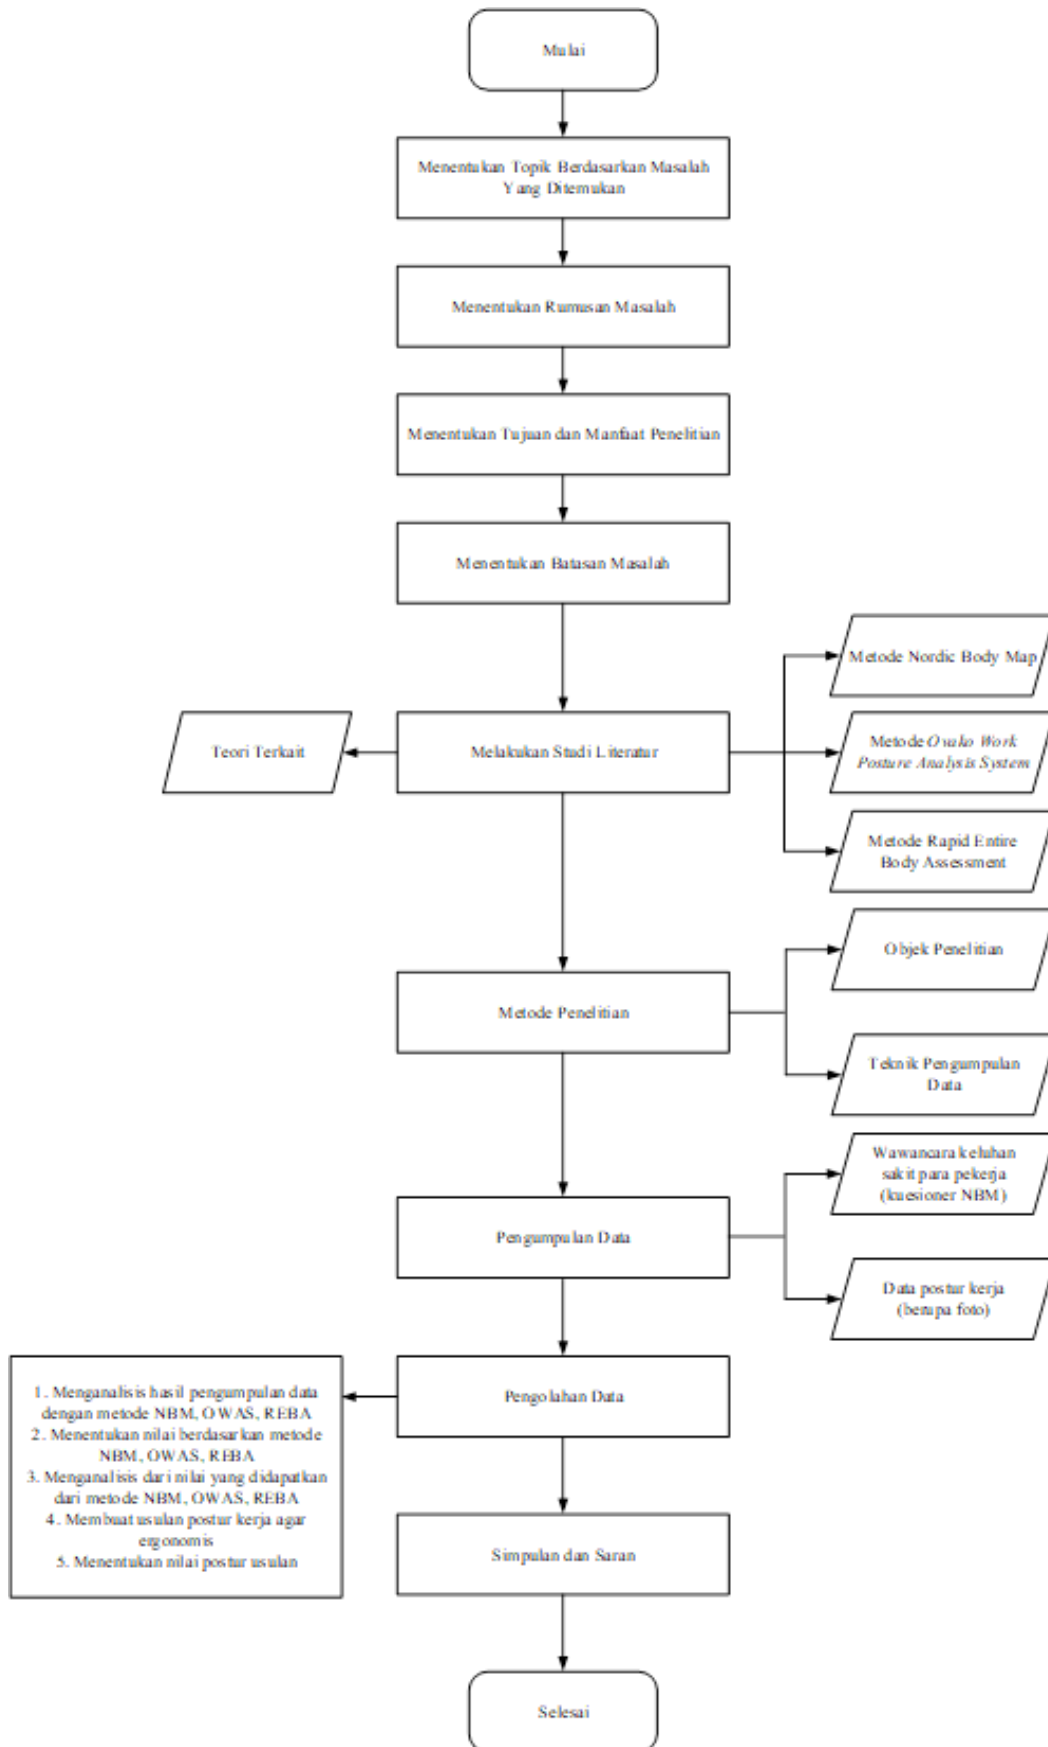 Mulai
Menentukan Topik Berdasarkan Masalah
Yang Ditemukan
Menentukan Rumusan Masalah
Menentukan Tujuan dan Manfaat Penelitian
Menentukan Batasan Masalah
Metode Nordic Body Map
Teori Terkait
Melakukan Studi Literatur
Metode Ovako Work
Posture Analysis System
Metode Rapid Entire
Body Assessment
Objek Penelitian
Metode Penelitian
Teknik Pengumpulan
Data
Wawancara keluhan
sakit para pekerja
(kuesioner NBM)
Pengumpulan Data
Data postur kerja
(berupa foto)
Pengolahan Data
1. Menganalisis hasil pengumpulan data
dengan metode NBM, OWAS, REBA
2. Menentukan nilai berdasarkan metode
NBM, OWAS, REBA
3. Menganalisis dari nilai yang didapatkan
dari metode NBM, OWAS, REBA
4. Membuat usulan postur kerja agar
ergonomis
5. Menentukan nilai postur usulan
Simpulan dan Saran
Selesai